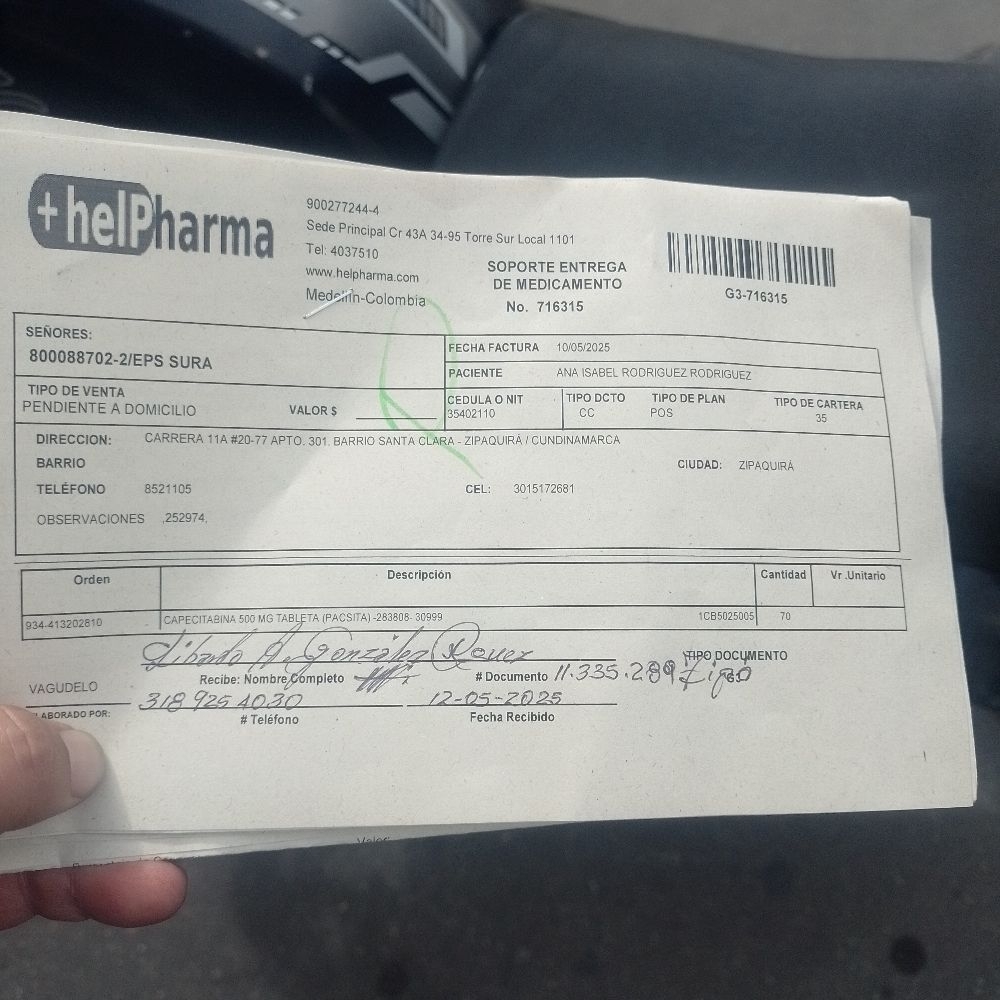 +helPharma
900277244-4
Sede Principal Cr 43A 34-95 Torre Sur Local 1101
Tel: 4037510
www.helpharma.com
Medellín-Colombia
SOPORTE ENTREGA
DE MEDICAMENTO
No. 716315
G3-716315
SEÑORES:
800088702-2/EPS SURA
FECHA FACTURA 10/05/2025
PACIENTE ANA ISABEL RODRIGUEZ RODRIGUEZ
TIPO DE VENTA
PENDIENTE A DOMICILIO VALOR $
CEDULA O NIT TIPO DCTO TIPO DE PLAN TIPO DE CARTERA
35402110 CC POS 35
DIRECCION: CARRERA 11A #20-77 APTO. 301. BARRIO SANTA CLARA - ZIPAQUIRÁ / CUNDINAMARCA
BARRIO CIUDAD: ZIPAQUIRÁ
TELÉFONO 8521105 CEL: 3015172681
OBSERVACIONES ,252974,
Orden Descripción Cantidad Vr .Unitario
934-413202810 CAPECITABINA 500 MG TABLETA (PACSITA) -283808- 30999 1CB5025005 70
Libardo A. González
Recibe: Nombre Completo # Documento 11.335.289 Zipá TIPO DOCUMENTO
VAGUDELO 318 925 4030 12-05-2025
ELABORADO POR: # Teléfono Fecha Recibido